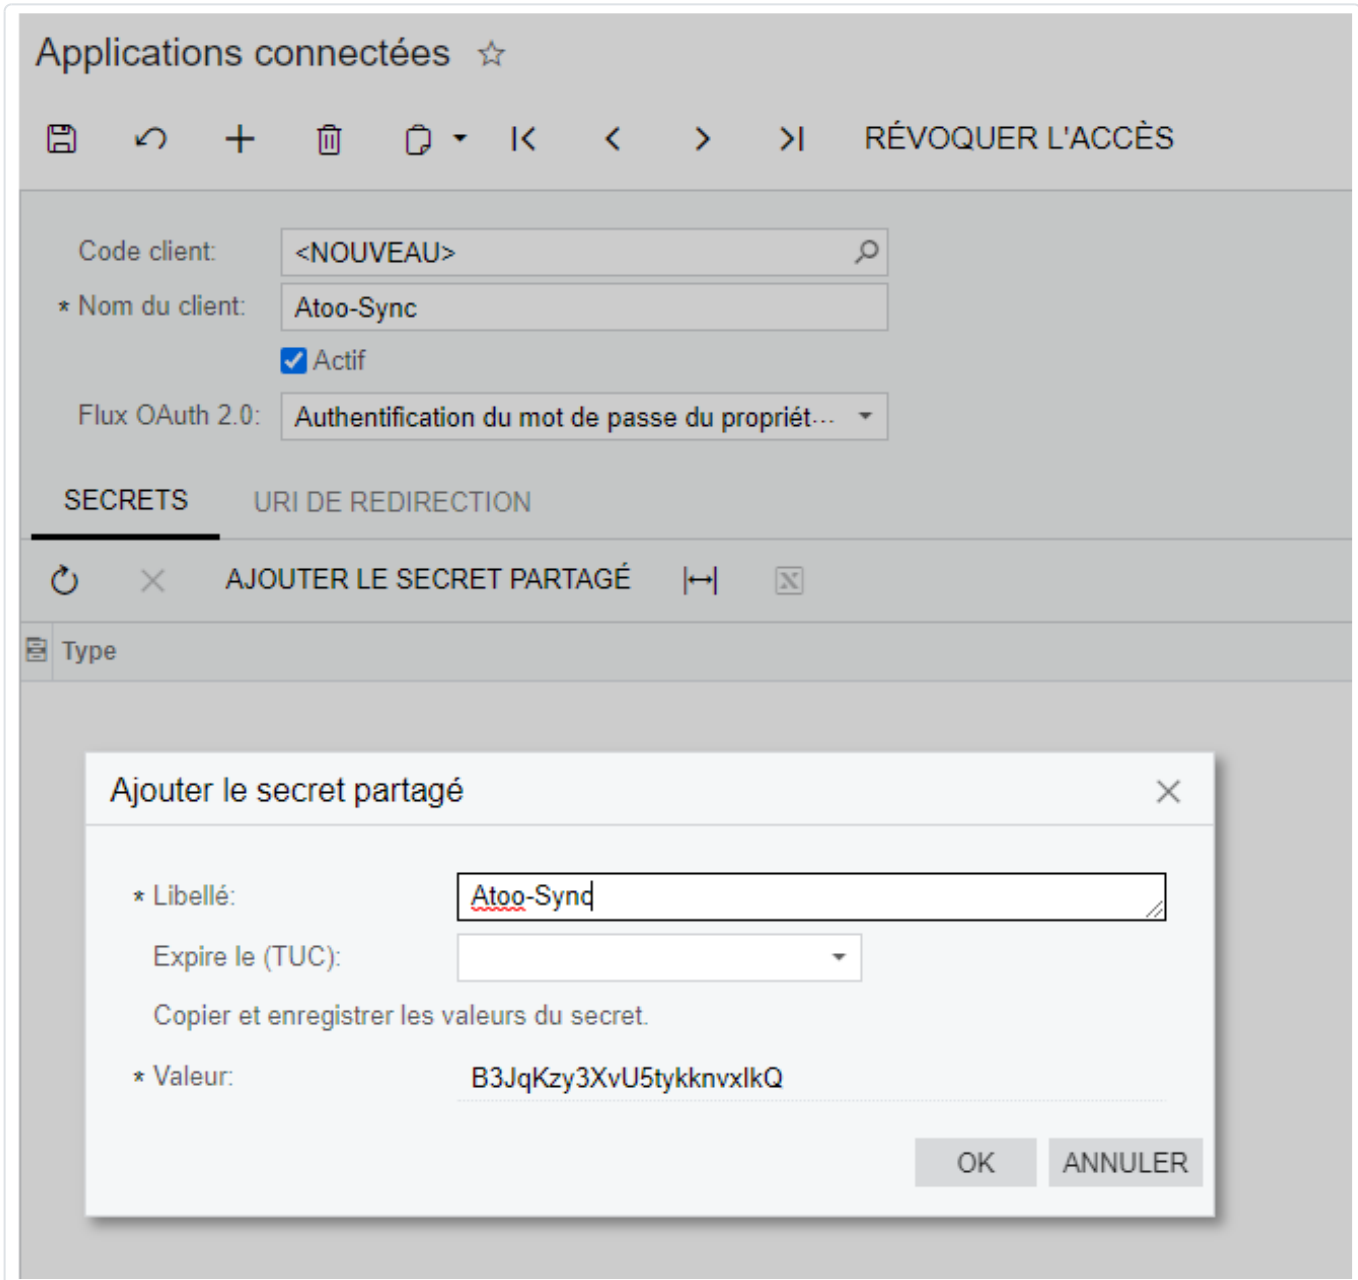 Applications connectées
RÉVOQUER L'ACCÈS
Code client: <NOUVEAU>
* Nom du client: Atoo-Sync
Actif
Flux OAuth 2.0: Authentification du mot de passe du propriét...
SECRETS URI DE REDIRECTION
AJOUTER LE SECRET PARTAGÉ
Type
Ajouter le secret partagé
* Libellé: Atoo-Sync
Expire le (TUC):
Copier et enregistrer les valeurs du secret.
* Valeur: B3JqKzy3XvU5tykknvxlkQ
OK ANNULER